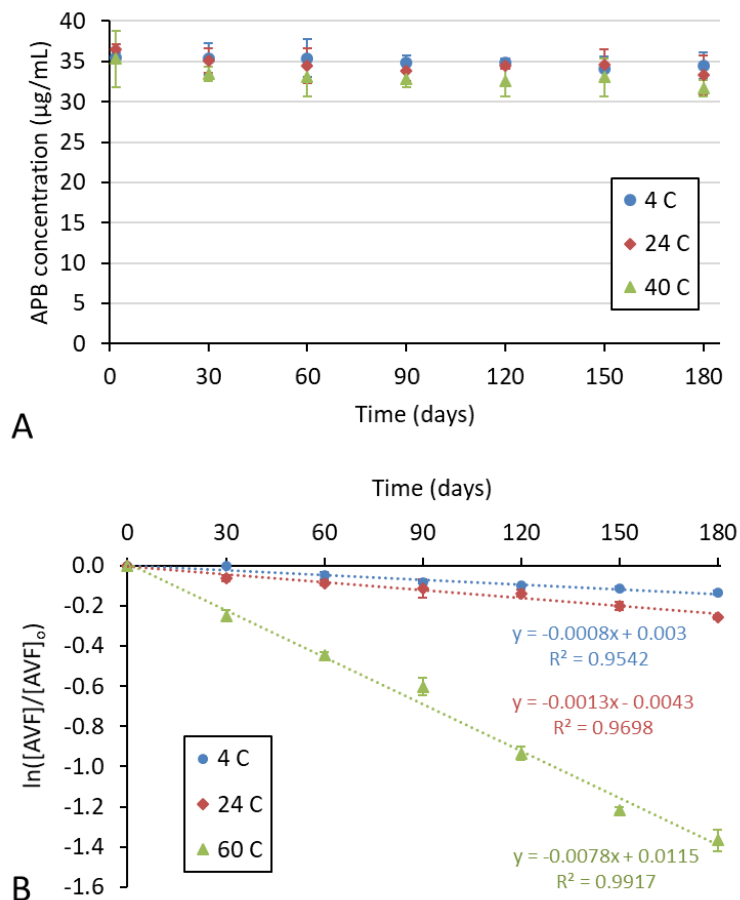 40
35
30
25
20
15
10
5
0
APB concentration (µg/mL)
4 C
24 C
40 C
0 30 60 90 120 150 180
Time (days)
A
Time (days)
0 30 60 90 120 150 180
0.0
-0.2
-0.4
-0.6
-0.8
-1.0
-1.2
-1.4
-1.6
ln([AVF]/[AVF]o)
y = -0.0008x + 0.003
R² = 0.9542
y = -0.0013x - 0.0043
R² = 0.9698
4 C
24 C
60 C
y = -0.0078x + 0.0115
R² = 0.9917
B